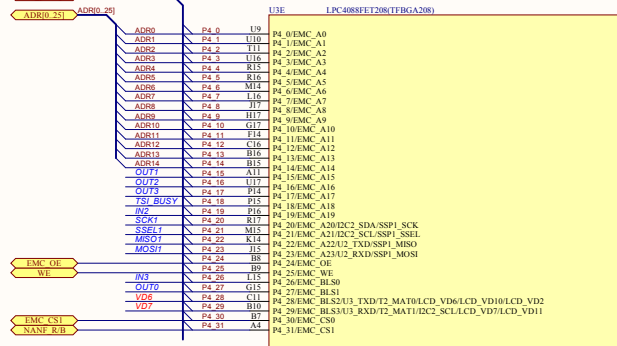 U3E LPC4088FET208(TFBGA208)
ADR[0..25] ADR[0..25]
ADR0 P4_0 U9 P4_0/EMC_A0
ADR1 P4_1 U10 P4_1/EMC_A1
ADR2 P4_2 T11 P4_2/EMC_A2
ADR3 P4_3 U16 P4_3/EMC_A3
ADR4 P4_4 R15 P4_4/EMC_A4
ADR5 P4_5 R16 P4_5/EMC_A5
ADR6 P4_6 M14 P4_6/EMC_A6
ADR7 P4_7 L16 P4_7/EMC_A7
ADR8 P4_8 J17 P4_8/EMC_A8
ADR9 P4_9 H17 P4_9/EMC_A9
ADR10 P4_10 G17 P4_10/EMC_A10
ADR11 P4_11 F14 P4_11/EMC_A11
ADR12 P4_12 C16 P4_12/EMC_A12
ADR13 P4_13 B16 P4_13/EMC_A13
ADR14 P4_14 B15 P4_14/EMC_A14
OUT1 P4_15 A11 P4_15/EMC_A15
OUT2 P4_16 U17 P4_16/EMC_A16
OUT3 P4_17 P14 P4_17/EMC_A17
TSI_BUSY P4_18 P15 P4_18/EMC_A18
IN2 P4_19 P16 P4_19/EMC_A19
SCK1 P4_20 R17 P4_20/EMC_A20/I2C2_SDA/SSP1_SCK
SSEL1 P4_21 M15 P4_21/EMC_A21/I2C2_SCL/SSP1_SSEL
MISO1 P4_22 K14 P4_22/EMC_A22/U2_TXD/SSP1_MISO
MOSI1 P4_23 J15 P4_23/EMC_A23/U2_RXD/SSP1_MOSI
EMC_OE P4_24 B8 P4_24/EMC_OE
WE P4_25 B9 P4_25/EMC_WE
IN3 P4_26 L15 P4_26/EMC_BLS0
OUT0 P4_27 G15 P4_27/EMC_BLS1
VD6 P4_28 C11 P4_28/EMC_BLS2/U3_TXD/T2_MAT0/LCD_VD6/LCD_VD10/LCD_VD2
VD7 P4_29 B10 P4_29/EMC_BLS3/U3_RXD/T2_MAT1/I2C2_SCL/LCD_VD7/LCD_VD11
EMC_CS1 P4_30 B7 P4_30/EMC_CS0
NANF_R/B P4_31 A4 P4_31/EMC_CS1